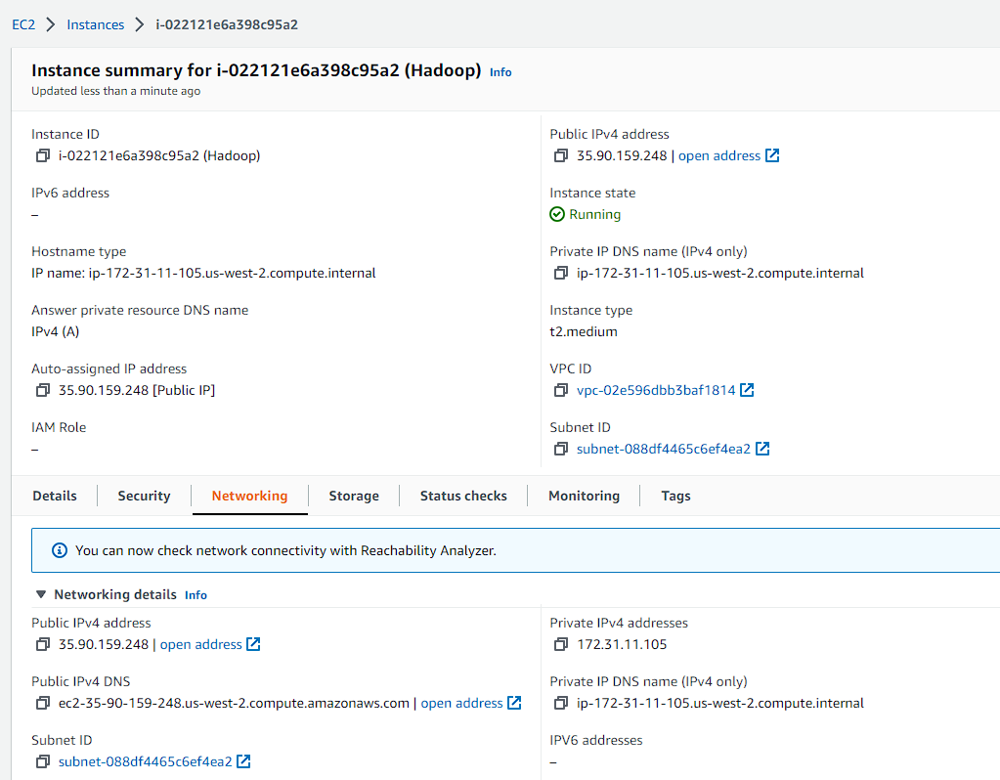 EC2 > Instances > i-022121e6a398c95a2
Instance summary for i-022121e6a398c95a2 (Hadoop) Info
Updated less than a minute ago
Instance ID
i-022121e6a398c95a2 (Hadoop)
IPv6 address
–
Hostname type
IP name: ip-172-31-11-105.us-west-2.compute.internal
Answer private resource DNS name
IPv4 (A)
Auto-assigned IP address
35.90.159.248 [Public IP]
IAM Role
–
Public IPv4 address
35.90.159.248 | open address
Instance state
Running
Private IP DNS name (IPv4 only)
ip-172-31-11-105.us-west-2.compute.internal
Instance type
t2.medium
VPC ID
vpc-02e596dbb3baf1814
Subnet ID
subnet-088df4465c6ef4ea2
Details | Security | Networking | Storage | Status checks | Monitoring | Tags
You can now check network connectivity with Reachability Analyzer.
Networking details Info
Public IPv4 address
35.90.159.248 | open address
Public IPv4 DNS
ec2-35-90-159-248.us-west-2.compute.amazonaws.com | open address
Subnet ID
subnet-088df4465c6ef4ea2
Private IPv4 addresses
172.31.11.105
Private IP DNS name (IPv4 only)
ip-172-31-11-105.us-west-2.compute.internal
IPV6 addresses
–